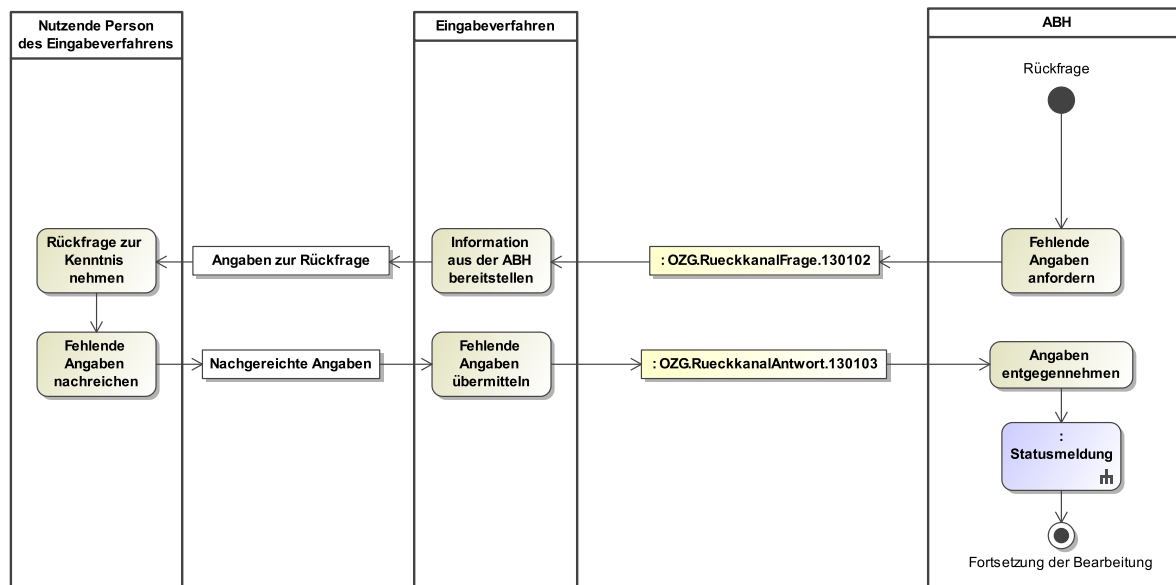 Nutzende Person
des Eingabeverfahrens
Eingabeverfahren
ABH
Rückfrage
Rückfrage zur
Kenntnis
nehmen
Angaben zur Rückfrage
Information
aus der ABH
bereitstellen
: OZG.RueckkanalFrage.130102
Fehlende
Angaben
anfordern
Fehlende
Angaben
nachreichen
Nachgereichte Angaben
Fehlende
Angaben
übermitteln
: OZG.RueckkanalAntwort.130103
Angaben
entgegennehmen
:
Statusmeldung
Fortsetzung der Bearbeitung